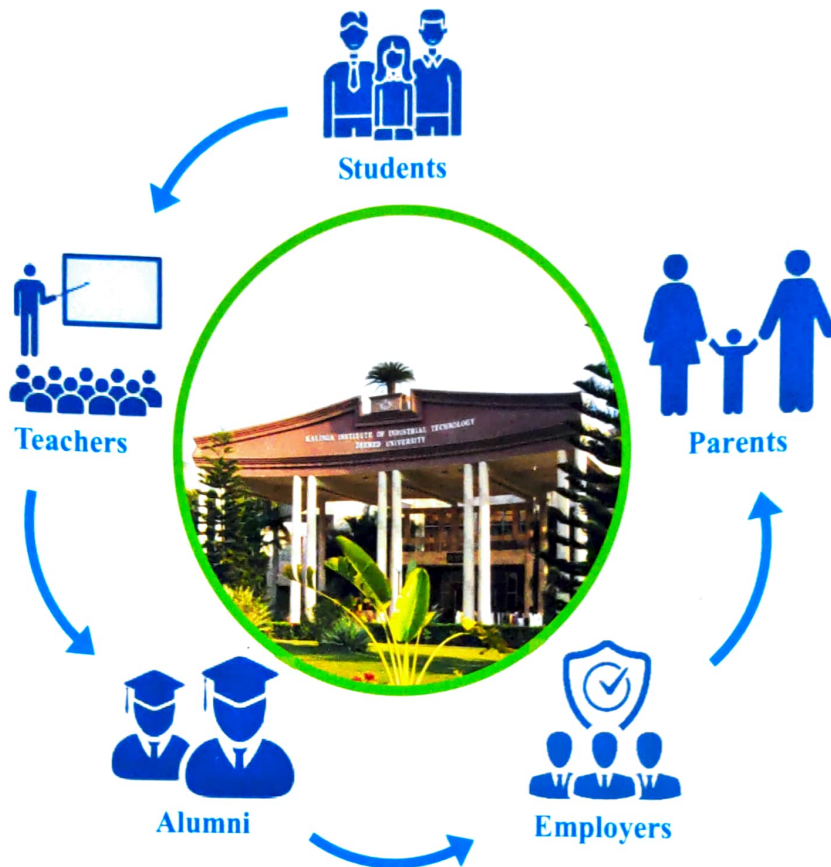 Students
Teachers
Parents
KALINGA INSTITUTE OF INDUSTRIAL TECHNOLOGY
DEEMED UNIVERSITY
Alumni
Employers